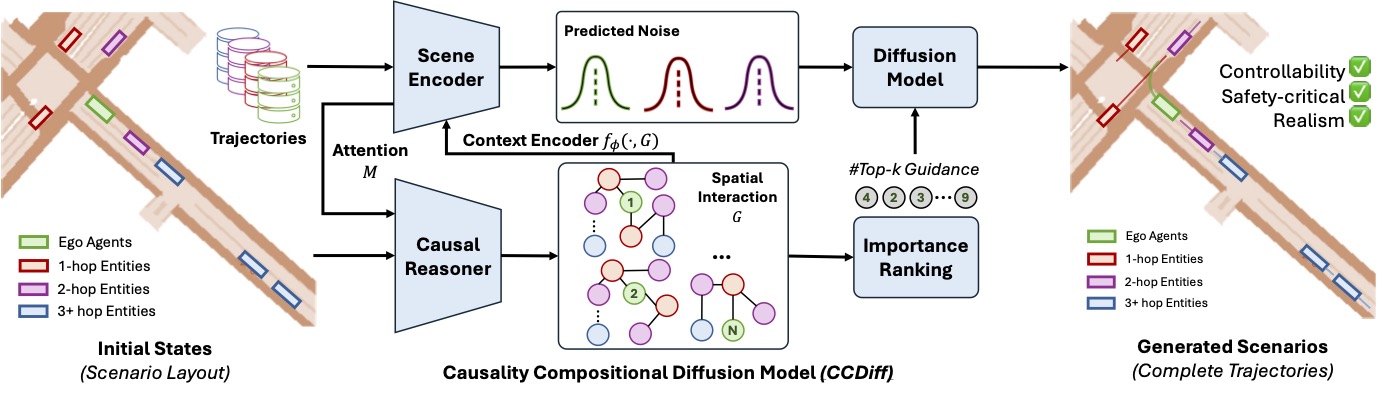 Trajectories
Ego Agents
1-hop Entities
2-hop Entities
3+ hop Entities
Initial States
(Scenario Layout)
Scene
Encoder
Attention
M
Causal
Reasoner
Predicted Noise
Context Encoder f_ϕ(·, G)
Spatial
Interaction
G
1
2
...
N
Diffusion
Model
#Top-k Guidance
4 2 3 ··· 9
Importance
Ranking
Causality Compositional Diffusion Model (CCDiff)
Controllability ✅
Safety-critical ✅
Realism ✅
Ego Agents
1-hop Entities
2-hop Entities
3+ hop Entities
Generated Scenarios
(Complete Trajectories)